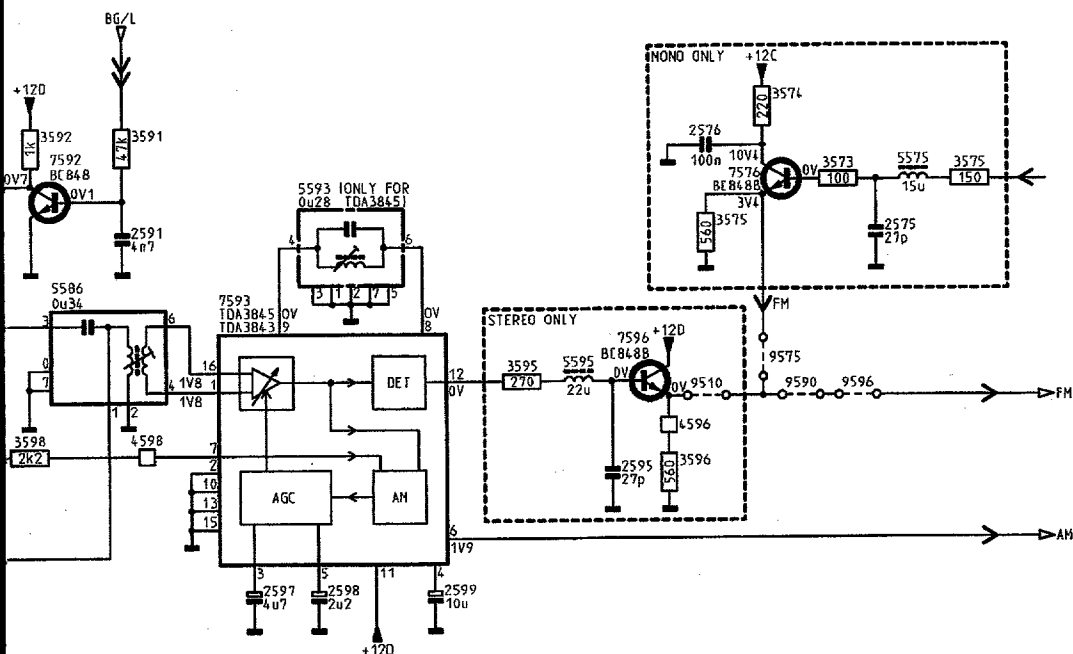 BG/L
+12D
3592
1k
3591
47k
7592
BC848
0V7
0V1
2591
4n7
MONO ONLY
+12C
3574
220
2576
100n
10V4
7576
BC848B
0V
3V4
3573
100
5575
15u
3575
150
3575
560
2575
27p
FM
5593 (ONLY FOR
0u28 TDA3845)
4
6
3 1 2 7 5
5586
0u34
3
6
0
7
4
1 2
7593
TDA3845
TDA3843
0V
9
0V
8
16
1V8
1
1V8
DET
12
0V
STEREO ONLY
3595
270
5595
22u
7596
BC848B
+12D
0V
0V
9510
9575
9590
9596
FM
4596
3596
560
2595
27p
3598
2k2
4598
7
2
10
13
15
AGC
AM
6
1V9
AM
3
5
11
4
2597
4u7
2598
2u2
2599
10u
+12D